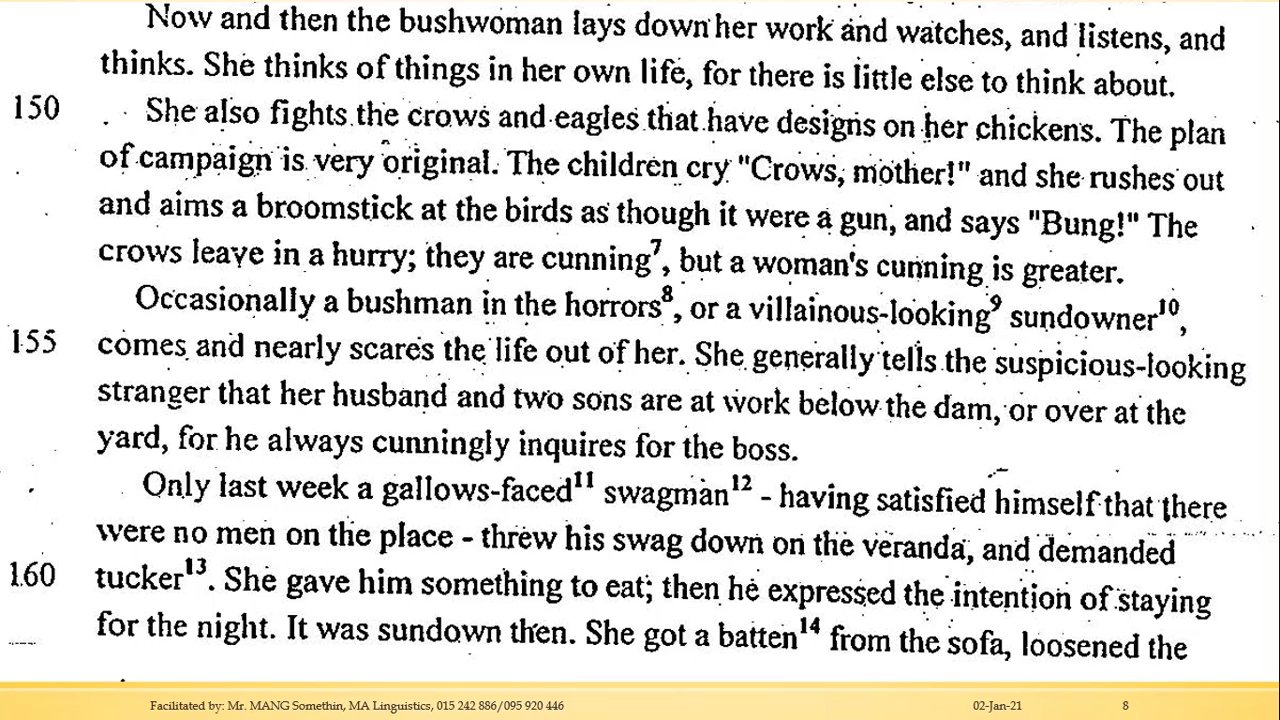 Now and then the bushwoman lays down her work and watches, and listens, and
thinks. She thinks of things in her own life, for there is little else to think about.
150 She also fights the crows and eagles that have designs on her chickens. The plan
of campaign is very original. The children cry "Crows, mother!" and she rushes out
and aims a broomstick at the birds as though it were a gun, and says "Bung!" The
crows leave in a hurry; they are cunning7, but a woman's cunning is greater.
Occasionally a bushman in the horrors8, or a villainous-looking9 sundowner10,
155 comes and nearly scares the life out of her. She generally tells the suspicious-looking
stranger that her husband and two sons are at work below the dam, or over at the
yard, for he always cunningly inquires for the boss.
Only last week a gallows-faced11 swagman12 - having satisfied himself that there
were no men on the place - threw his swag down on the veranda, and demanded
160 tucker13. She gave him something to eat; then he expressed the intention of staying
for the night. It was sundown then. She got a batten14 from the sofa, loosened the
Facilitated by: Mr. MANG Somethin, MA Linguistics, 015 242 886/095 920 446 02-Jan-21 8